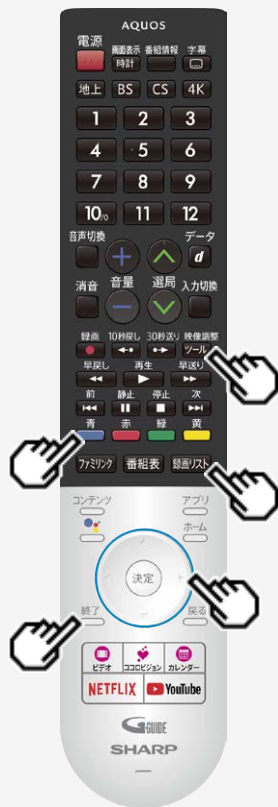 AQUOS
電源
画面表示 番組情報 字幕
時計
地上 BS CS 4K
1 2 3
4 5 6
7 8 9
10/0 11 12
音声切換 データ
d
消音 音量 選局 入力切換
録画 10秒戻し 30秒送り 映像調整
ツール
早戻し 再生 早送り
前 静止 停止 次
青 赤 緑 黄
ファミリンク 番組表 録画リスト
コンテンツ アプリ
ホーム
決定
終了 戻る
ビデオ ココロビジョン カレンダー
NETFLIX YouTube
G-GUIDE
SHARP